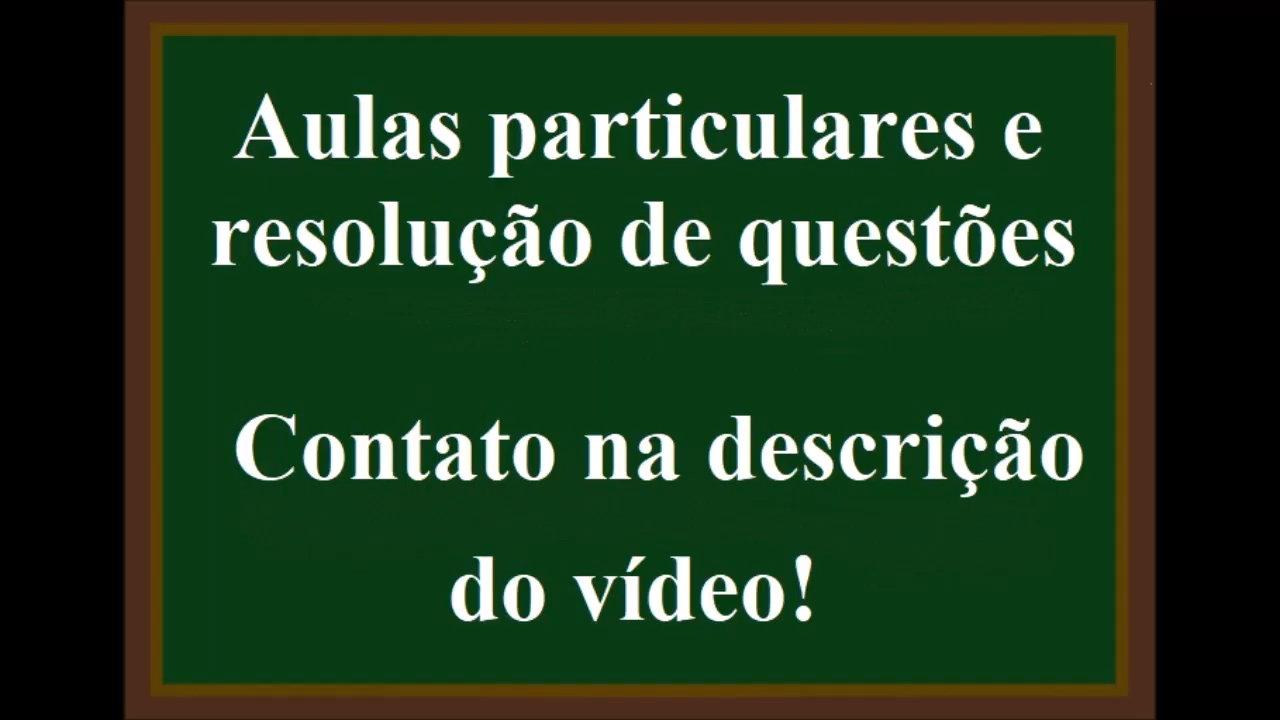 Aulas particulares e
resolução de questões
Contato na descrição
do vídeo!